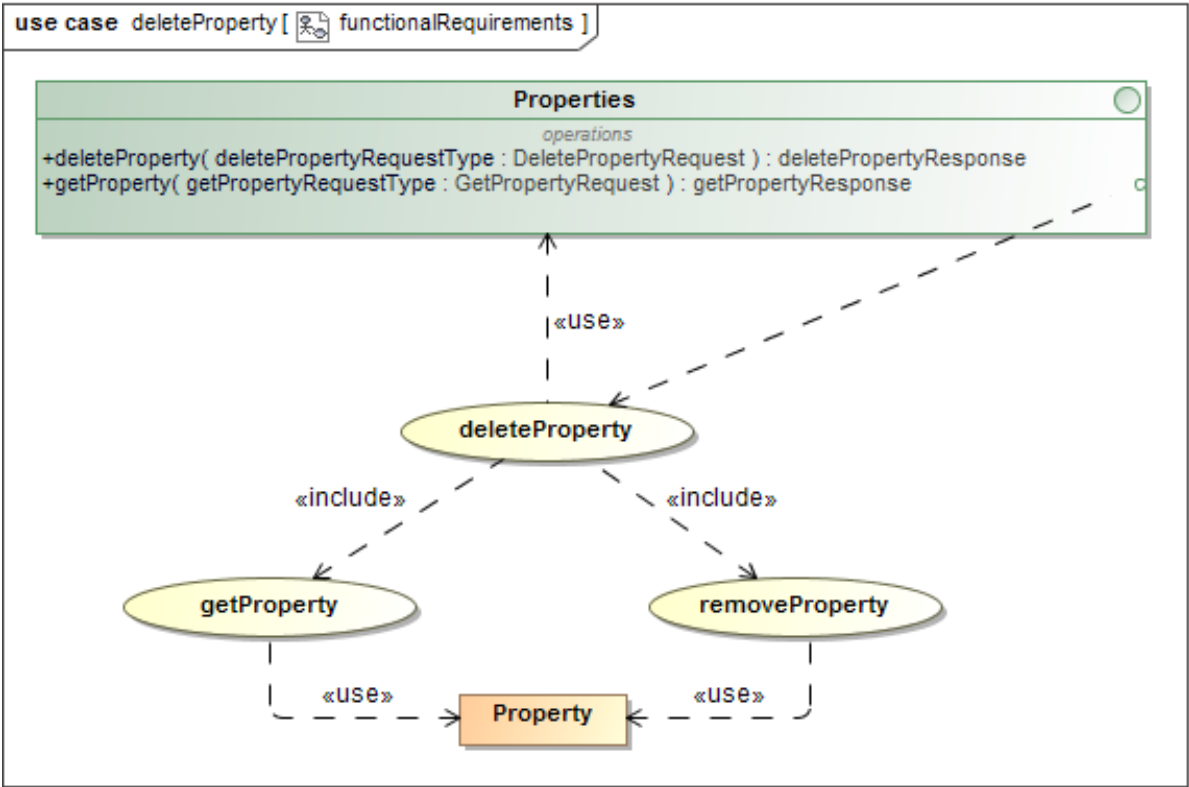 use case deleteProperty [ functionalRequirements ]
Properties
operations
+deleteProperty( deletePropertyRequestType : DeletePropertyRequest ) : deletePropertyResponse
+getProperty( getPropertyRequestType : GetPropertyRequest ) : getPropertyResponse
«use»
deleteProperty
«include» «include»
getProperty removeProperty
«use» «use»
Property